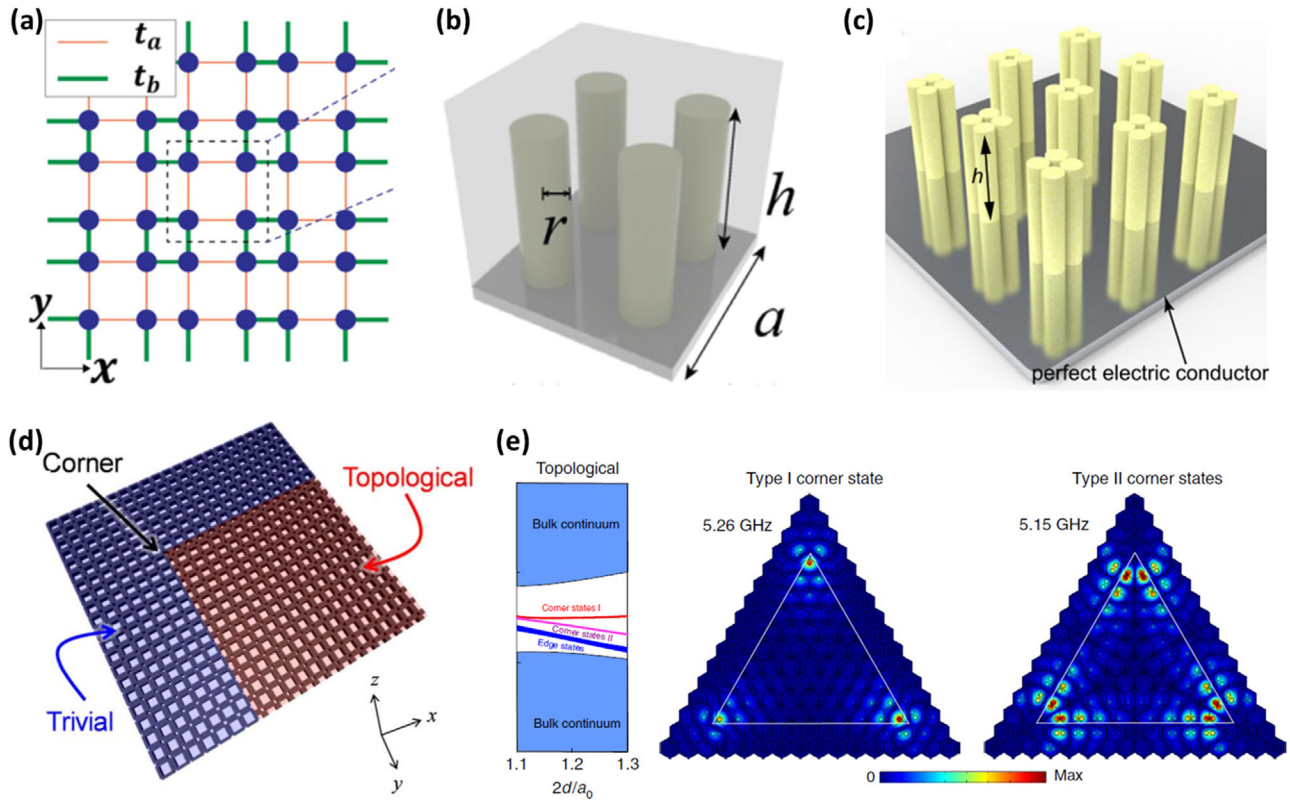 (a)
t_a
t_b
y
x
(b)
r
h
a
(c)
h
perfect electric conductor
(d)
Corner
Topological
Trivial
z
x
y
(e)
Topological
Bulk continuum
Corner states I
Corner states II
Edge states
Bulk continuum
1.1 1.2 1.3
2d/a₀
Type I corner state
5.26 GHz
Type II corner states
5.15 GHz
0 Max